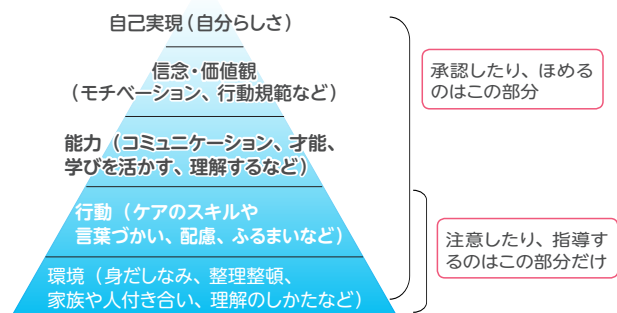 自己実現（自分らしさ）
信念・価値観
（モチベーション、行動規範など）
能力（コミュニケーション、才能、
学びを活かす、理解するなど）
行動（ケアのスキルや
言葉づかい、配慮、ふるまいなど）
環境（身だしなみ、整理整頓、
家族や人付き合い、理解のしかたなど）
承認したり、ほめる
のはこの部分
注意したり、指導す
るのはこの部分だけ